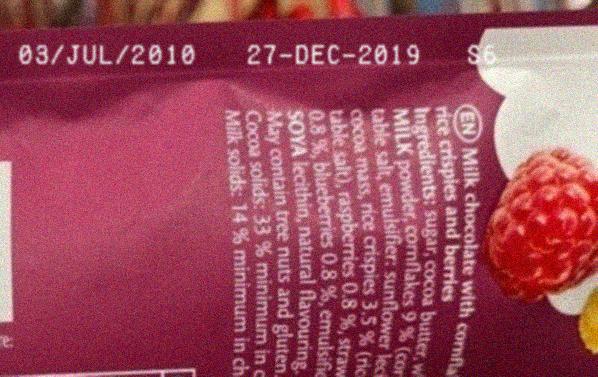 03/JUL/2010 27-DEC-2019 S6
EN Milk chocolate with
rice crispies and berries
Ingredients: sugar, cocoa butter,
MILK powder, cornflakes 9 %
table salt, emulsifier: sunflower
cocoa mass, rice crispies 3.5 %
table salt), raspberries 0.8 %,
0.8 %, blueberries 0.8 %,
SOYA lecithin, natural flavouring.
May contain tree nuts and gluten.
Cocoa solids: 33 % minimum in
Milk solids: 14 % minimum in